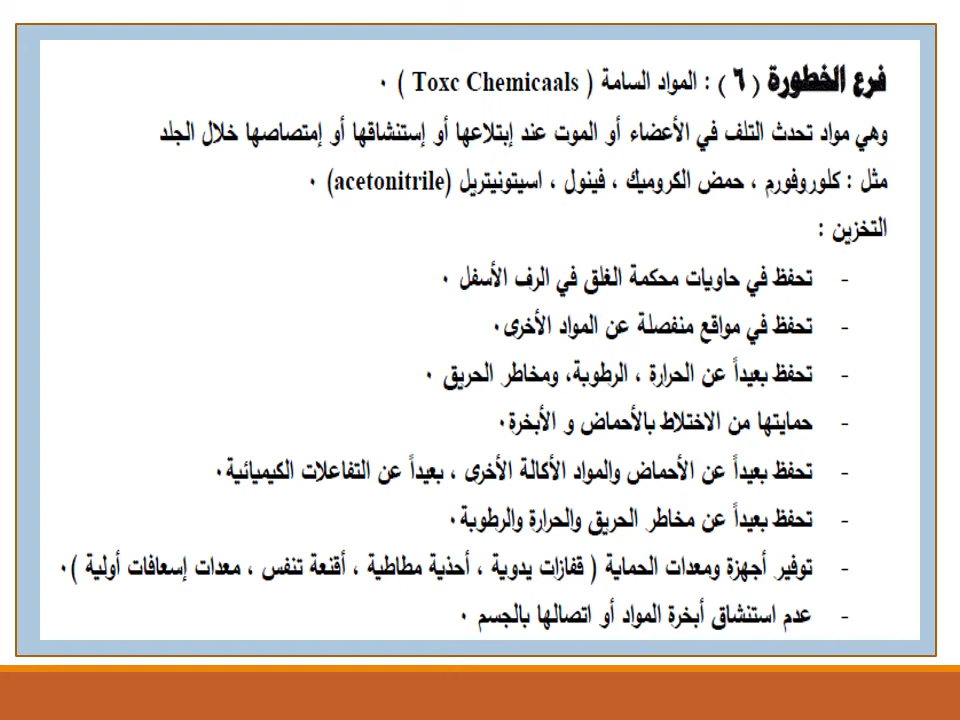 فرع الخطورة ( ٦ ) : المواد السامة ( Toxc Chemicaals ) ٠
وهي مواد تحدث التلف في الأعضاء أو الموت عند إبتلاعها أو إستنشاقها أو إمتصاصها خلال الجلد
مثل : كلوروفورم ، حمض الكروميك ، فينول ، اسيتونيتريل (acetonitrile) ٠
التخزين :
- تحفظ في حاويات محكمة الغلق في الرف الأسفل ٠
- تحفظ في مواقع منفصلة عن المواد الأخرى٠
- تحفظ بعيداً عن الحرارة ، الرطوبة، ومخاطر الحريق ٠
- حمايتها من الاختلاط بالأحماض و الأبخرة٠
- تحفظ بعيداً عن الأحماض والمواد الأكالة الأخرى ، بعيداً عن التفاعلات الكيميائية٠
- تحفظ بعيداً عن مخاطر الحريق والحرارة والرطوبة٠
- توفير أجهزة ومعدات الحماية ( قفازات يدوية ، أحذية مطاطية ، أقنعة تنفس ، معدات إسعافات أولية )٠
- عدم استنشاق أبخرة المواد أو اتصالها بالجسم ٠